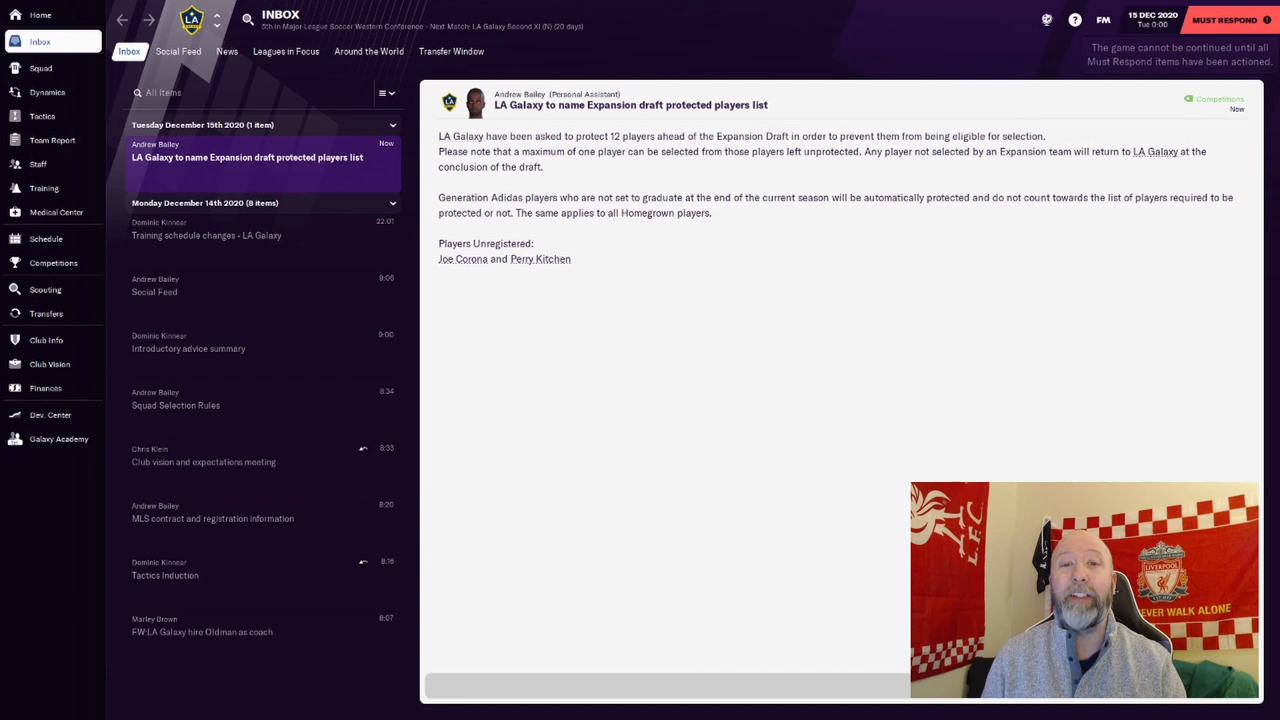 Home
Inbox
Squad
Dynamics
Tactics
Team Report
Staff
Training
Medical Center
Schedule
Competitions
Scouting
Transfers
Club Info
Club Vision
Finances
Dev. Center
Galaxy Academy
LA
INBOX
5th in Major League Soccer Western Conference - Next Match: LA Galaxy Second XI (N) (20 days)
FM
15 DEC 2020
Tue 0:00
MUST RESPOND
The game cannot be continued until all
Must Respond items have been actioned.
Inbox
Social Feed
News
Leagues in Focus
Around the World
Transfer Window
All Items
Tuesday December 15th 2020 (1 item)
Andrew Bailey
Now
LA Galaxy to name Expansion draft protected players list
Monday December 14th 2020 (8 items)
Dominic Kinnear
22:01
Training schedule changes - LA Galaxy
Andrew Bailey
9:06
Social Feed
Dominic Kinnear
9:00
Introductory advice summary
Andrew Bailey
8:34
Squad Selection Rules
Chris Klein
8:33
Club vision and expectations meeting
Andrew Bailey
8:20
MLS contract and registration information
Dominic Kinnear
8:16
Tactics Induction
Marley Brown
8:07
FW:LA Galaxy hire Oldman as coach
Andrew Bailey (Personal Assistant)
LA Galaxy to name Expansion draft protected players list
Competitions
Now
LA Galaxy have been asked to protect 12 players ahead of the Expansion Draft in order to prevent them from being eligible for selection.
Please note that a maximum of one player can be selected from those players left unprotected. Any player not selected by an Expansion team will return to LA Galaxy at the
conclusion of the draft.
Generation Adidas players who are not set to graduate at the end of the current season will be automatically protected and do not count towards the list of players required to be
protected or not. The same applies to all Homegrown players.
Players Unregistered:
Joe Corona and Perry Kitchen
L.F.C.
LIVERPOOL
EVER WALK ALONE